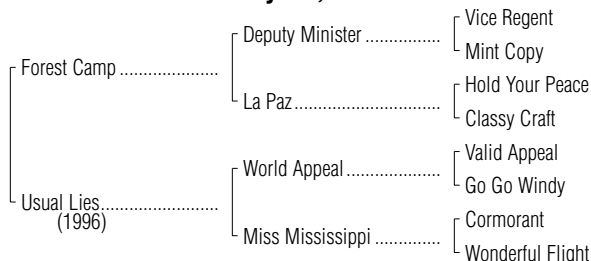 Vice Regent
Deputy Minister ................
Mint Copy
Forest Camp .....................
Hold Your Peace
La Paz...............................
Classy Craft
Valid Appeal
World Appeal....................
Go Go Windy
Usual Lies.........................
(1996)
Cormorant
Miss Mississippi ..............
Wonderful Flight